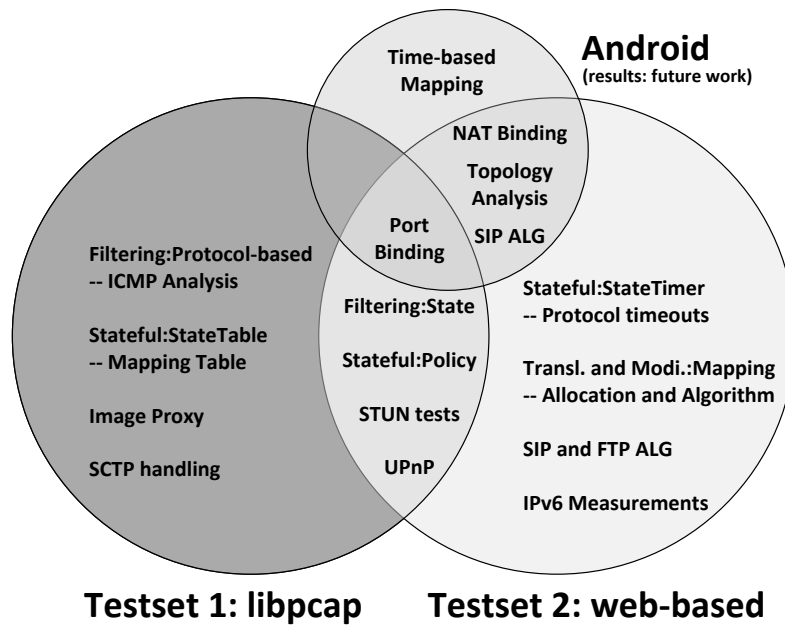 Time-based
Mapping
Android
(results: future work)
NAT Binding
Topology
Analysis
SIP ALG
Port
Binding
Filtering:Protocol-based
-- ICMP Analysis
Stateful:StateTable
-- Mapping Table
Image Proxy
SCTP handling
Filtering:State
Stateful:Policy
STUN tests
UPnP
Stateful:StateTimer
-- Protocol timeouts
Transl. and Modi.:Mapping
-- Allocation and Algorithm
SIP and FTP ALG
IPv6 Measurements
Testset 1: libpcap
Testset 2: web-based